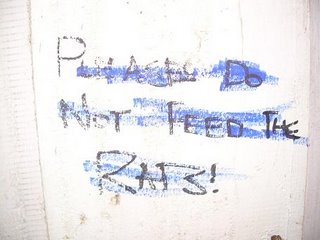 PLEASE DO
NOT FEED THE
RATS!